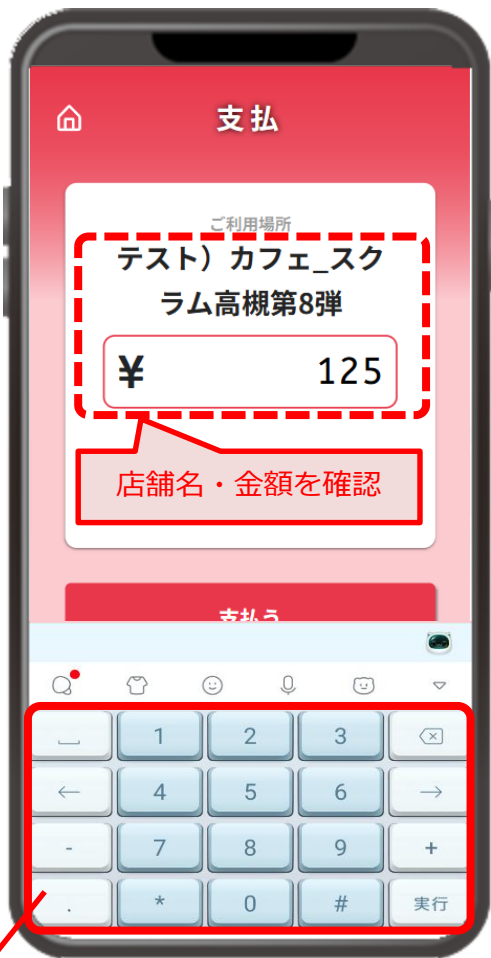 支払
ご利用場所
テスト）カフェ_スク
ラム高槻第8弾
¥ 125
店舗名・金額を確認
支払う
1 2 3
← 4 5 6 →
- 7 8 9 +
. * 0 # 実行